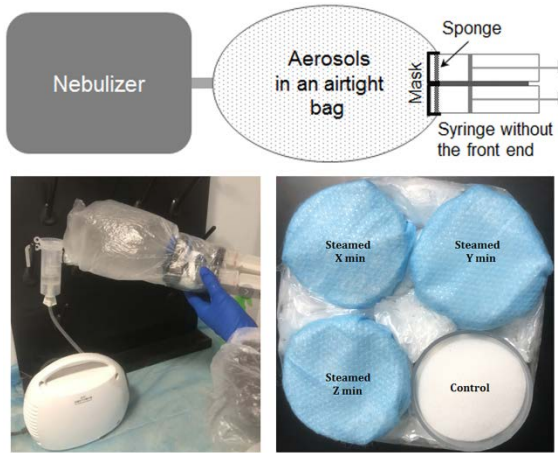 Sponge
Nebulizer
Aerosols
in an airtight
bag
Mask
Syringe without
the front end
Steamed
X min
Steamed
Y min
Steamed
Z min
Control